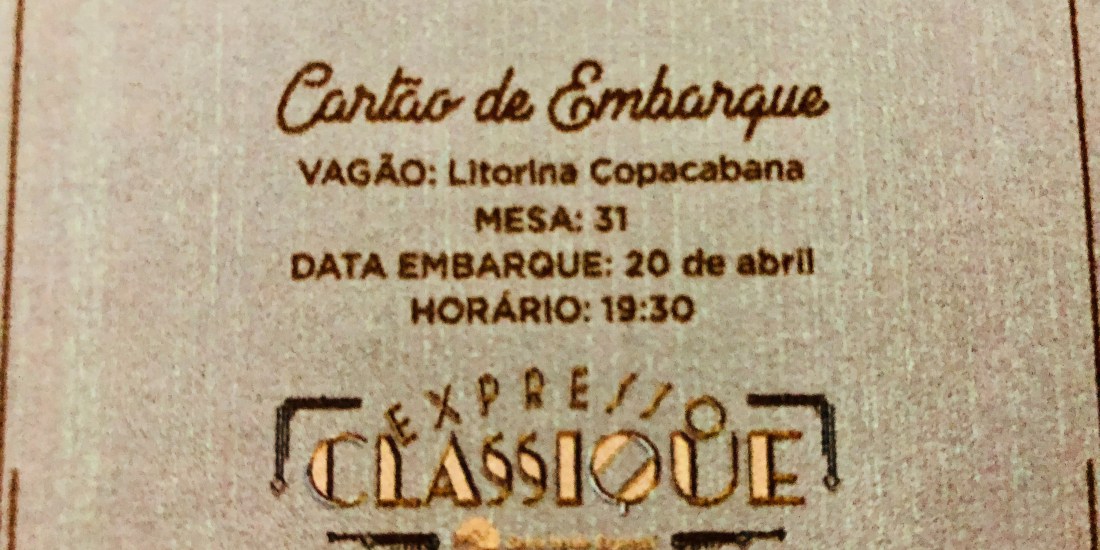 Cartão de Embarque
VAGÃO: Litorina Copacabana
MESA: 31
DATA EMBARQUE: 20 de abril
HORÁRIO: 19:30
EXPRESSO
CLASSIQUE